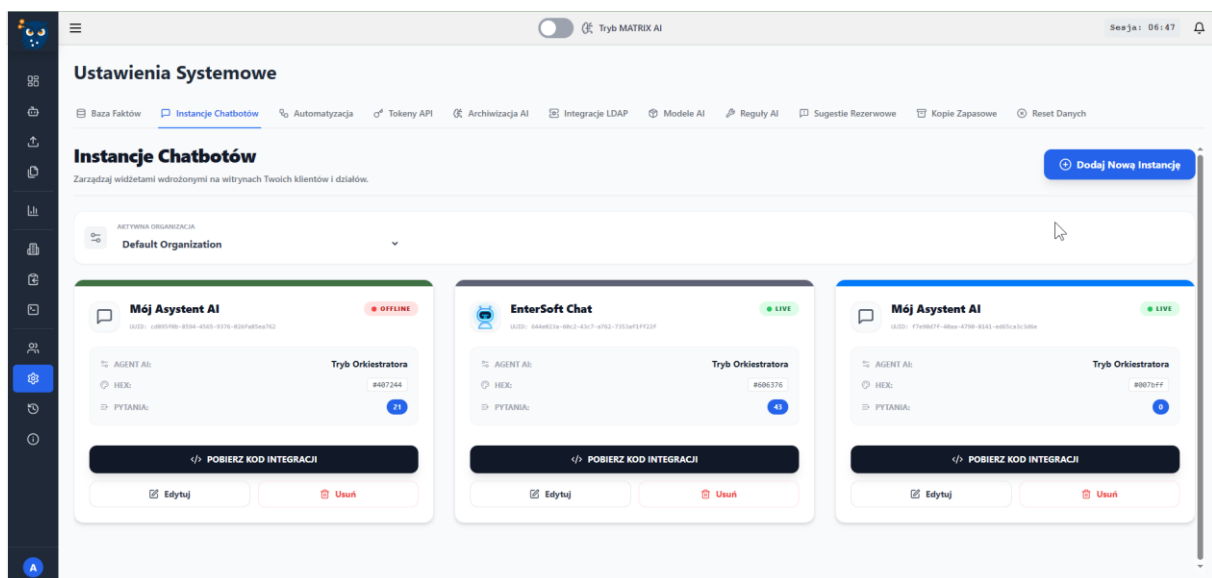 Tryb MATRIX AI
Sesja: 06:47
Ustawienia Systemowe
Baza Faktów Instancje Chatbotów Automatyzacja Tokeny API Archiwizacja AI Integracje LDAP Modele AI Reguły AI Sugestie Rezerwowe Kopie Zapasowe Reset Danych
Instancje Chatbotów
Dodaj Nową Instancję
Zarządzaj widżetami wdrożonymi na witrynach Twoich klientów i działów.
AKTYWNA ORGANIZACJA
Default Organization
Mój Asystent AI
OFFLINE
AGENT AI: Tryb Orkiestratora
HEX: #407244
PYTANIA: 21
</> POBIERZ KOD INTEGRACJI
Edytuj Usuń
EnterSoft Chat
LIVE
AGENT AI: Tryb Orkiestratora
HEX: #606376
PYTANIA: 43
</> POBIERZ KOD INTEGRACJI
Edytuj Usuń
Mój Asystent AI
LIVE
AGENT AI: Tryb Orkiestratora
HEX: #007bff
PYTANIA: 0
</> POBIERZ KOD INTEGRACJI
Edytuj Usuń
A